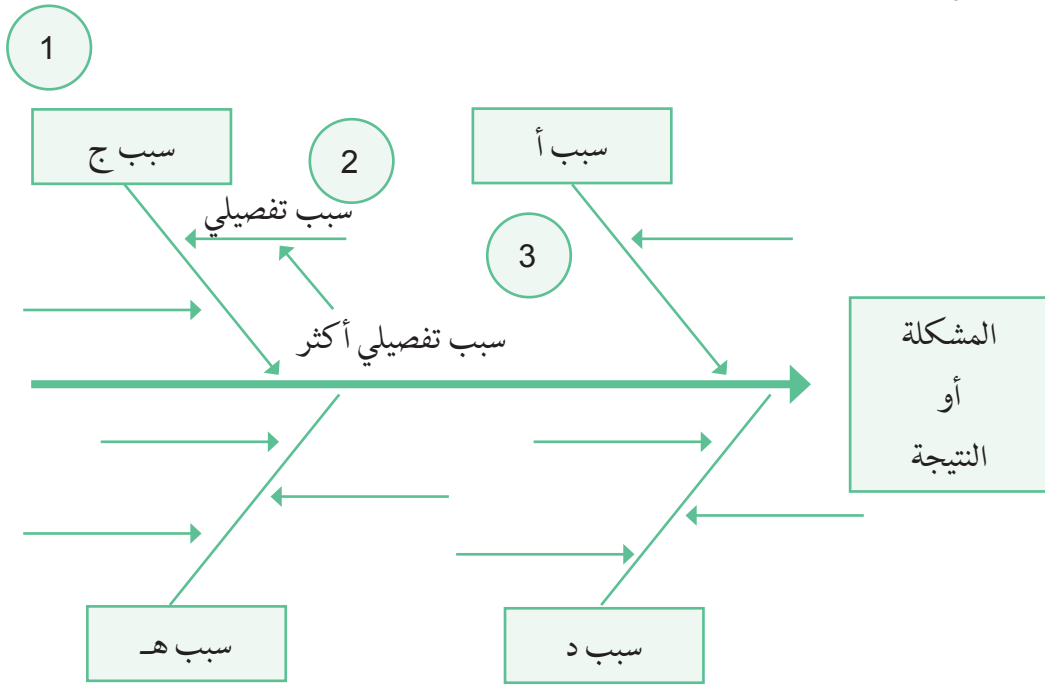 1
سبب أ
سبب ج
2
سبب تفصيلي
3
سبب تفصيلي أكثر
المشكلة
أو
النتيجة
سبب د
سبب هـ